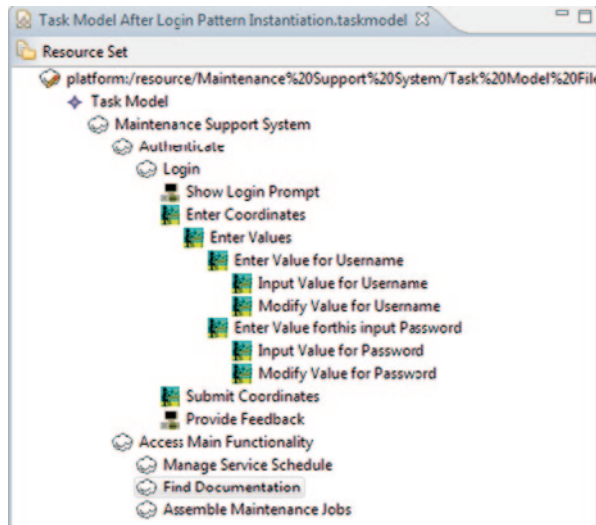 Task Model After Login Pattern Instantiation.taskmodel
Resource Set
platform:/resource/Maintenance%20Support%20System/Task%20Model%20File
Task Model
Maintenance Support System
Authenticate
Login
Show Login Prompt
Enter Coordinates
Enter Values
Enter Value for Username
Input Value for Username
Modify Value for Username
Enter Value forthis input Password
Input Value for Password
Modify Value for Password
Submit Coordinates
Provide Feedback
Access Main Functionality
Manage Service Schedule
Find Documentation
Assemble Maintenance Jobs